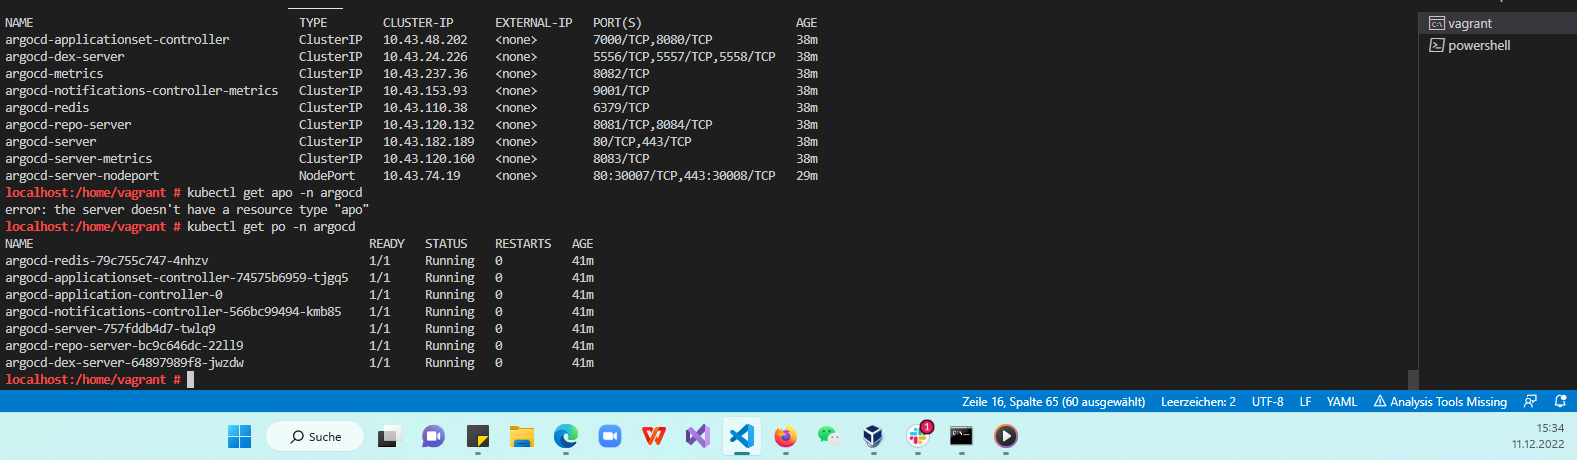 NAME TYPE CLUSTER-IP EXTERNAL-IP PORT(S) AGE
argocd-applicationset-controller ClusterIP 10.43.48.202 <none> 7000/TCP,8080/TCP 38m
argocd-dex-server ClusterIP 10.43.24.226 <none> 5556/TCP,5557/TCP,5558/TCP 38m
argocd-metrics ClusterIP 10.43.237.36 <none> 8082/TCP 38m
argocd-notifications-controller-metrics ClusterIP 10.43.153.93 <none> 9001/TCP 38m
argocd-redis ClusterIP 10.43.110.38 <none> 6379/TCP 38m
argocd-repo-server ClusterIP 10.43.120.132 <none> 8081/TCP,8084/TCP 38m
argocd-server ClusterIP 10.43.182.189 <none> 80/TCP,443/TCP 38m
argocd-server-metrics ClusterIP 10.43.120.160 <none> 8083/TCP 38m
argocd-server-nodeport NodePort 10.43.74.19 <none> 80:30007/TCP,443:30008/TCP 29m
localhost:/home/vagrant # kubectl get apo -n argocd
error: the server doesn't have a resource type "apo"
localhost:/home/vagrant # kubectl get po -n argocd
NAME READY STATUS RESTARTS AGE
argocd-redis-79c755c747-4nhzv 1/1 Running 0 41m
argocd-applicationset-controller-74575b6959-tjgq5 1/1 Running 0 41m
argocd-application-controller-0 1/1 Running 0 41m
argocd-notifications-controller-566bc99494-kmb85 1/1 Running 0 41m
argocd-server-757fddb4d7-twlq9 1/1 Running 0 41m
argocd-repo-server-bc9c646dc-22ll9 1/1 Running 0 41m
argocd-dex-server-64897989f8-jwzdw 1/1 Running 0 41m
localhost:/home/vagrant #
vagrant
powershell
Zeile 16, Spalte 65 (60 ausgewählt) Leerzeichen: 2 UTF-8 LF YAML Analysis Tools Missing
Suche
1
15:34
11.12.2022